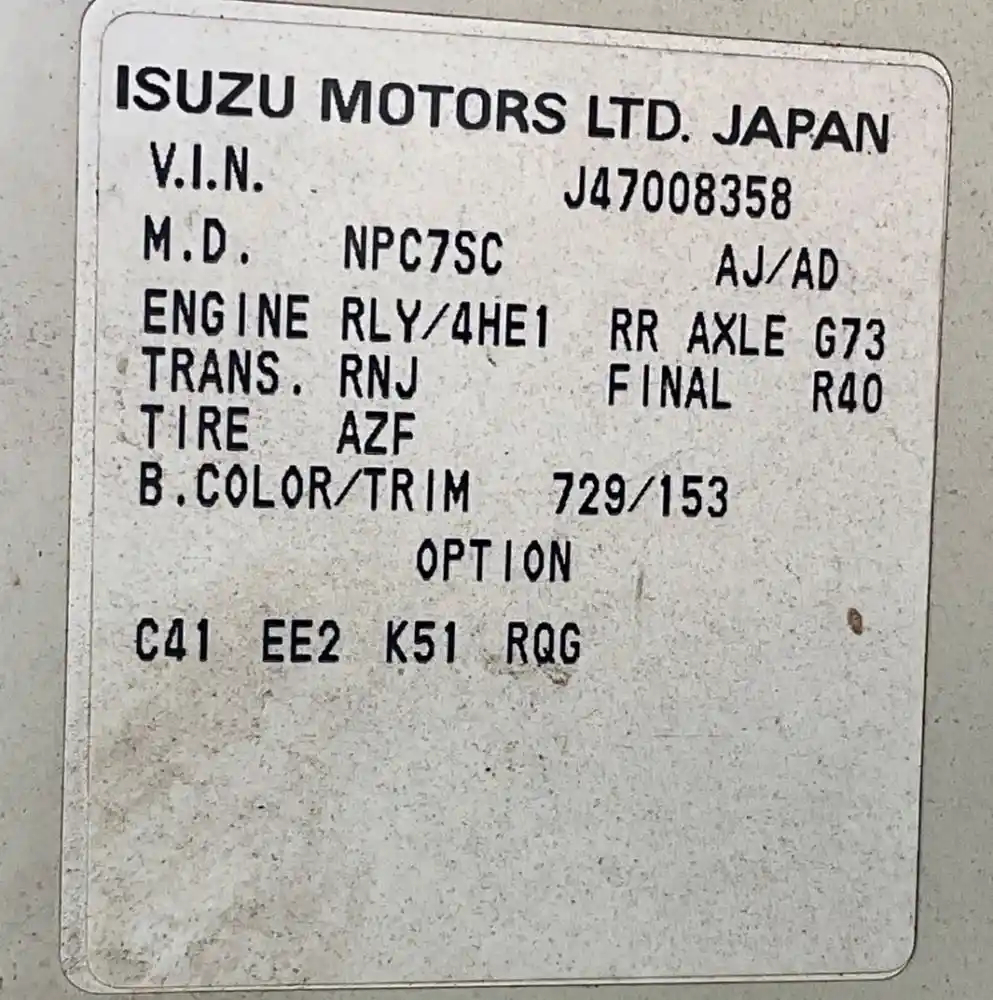 ISUZU MOTORS LTD. JAPAN
V.I.N. J47008358
M.D. NPC7SC AJ/AD
ENGINE RLY/4HE1 RR AXLE G73
TRANS. RNJ FINAL R40
TIRE AZF
B.COLOR/TRIM 729/153
OPTION
C41 EE2 K51 RQG